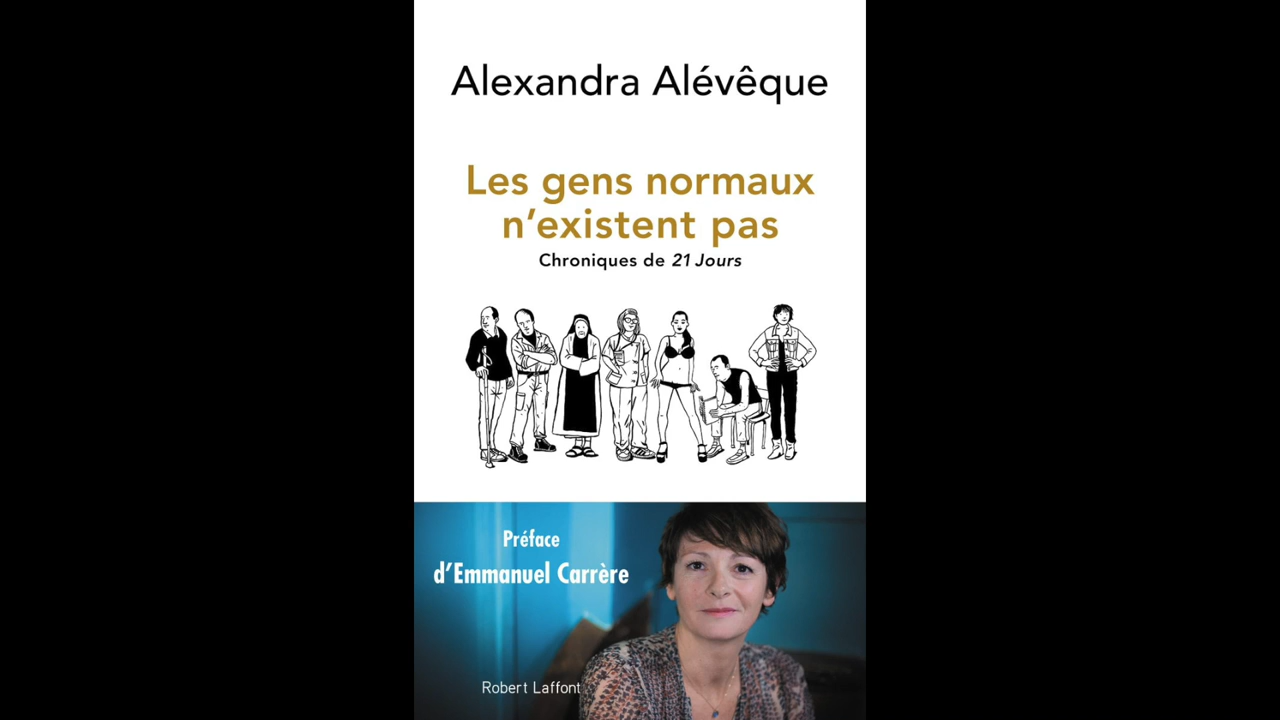 Alexandra Alévêque
Les gens normaux
n’existent pas
Chroniques de 21 Jours
Préface
d’Emmanuel Carrère
Robert Laffont